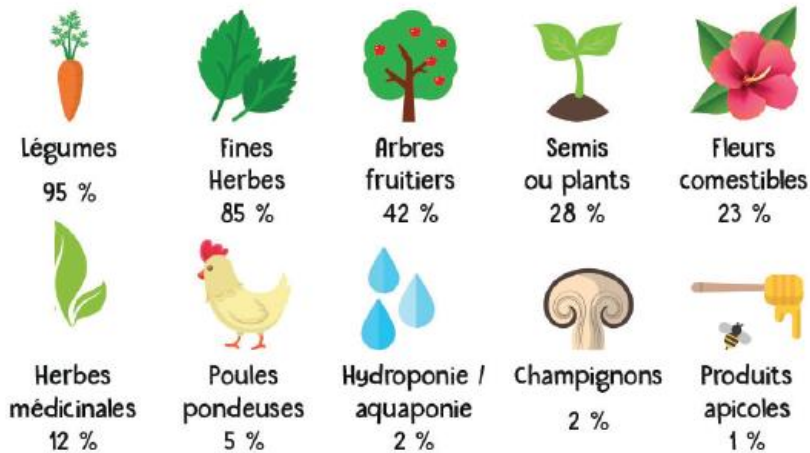 Légumes
95 %
Fines
Herbes
85 %
Arbres
fruitiers
42 %
Semis
ou plants
28 %
Fleurs
comestibles
23 %
Herbes
médicinales
12 %
Poules
pondeuses
5 %
Hydroponie /
aquaponie
2 %
Champignons
2 %
Produits
apicoles
1 %